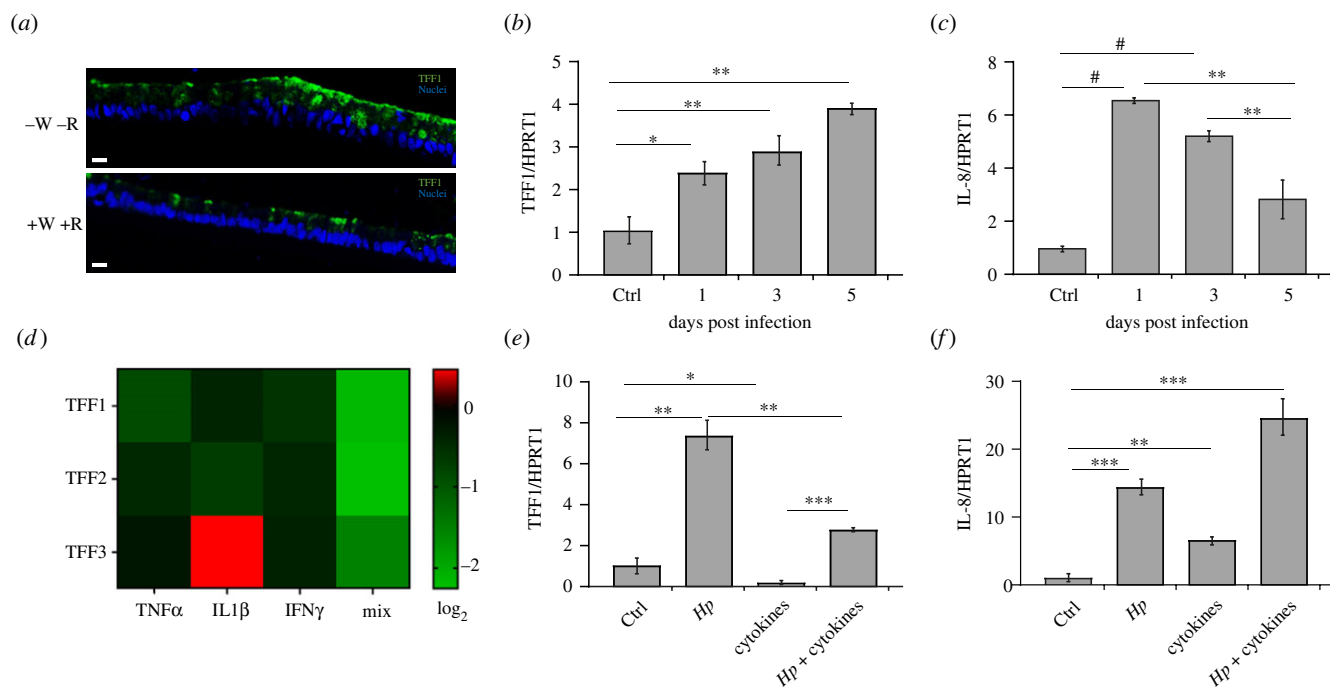 (a)
TFF1
Nuclei
–W –R
TFF1
Nuclei
+W +R
(b)
TFF1/HPRT1
5
4
3
2
1
0
**
**
*
Ctrl 1 3 5
days post infection
(c)
IL-8/HPRT1
8
6
4
2
0
#
# **
**
Ctrl 1 3 5
days post infection
(d)
TFF1
TFF2
TFF3
TNFα IL1β IFNγ mix
0
–1
–2
log2
(e)
TFF1/HPRT1
10
8
6
4
2
0
*
** **
***
Ctrl Hp cytokines Hp + cytokines
(f)
IL-8/HPRT1
30
20
10
0
***
**
***
Ctrl Hp cytokines Hp + cytokines